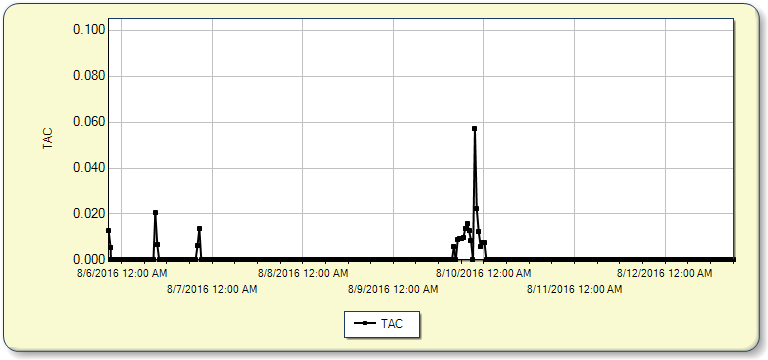 0.100
0.080
0.060
0.040
0.020
0.000
TAC
8/6/2016 12:00 AM
8/8/2016 12:00 AM
8/10/2016 12:00 AM
8/12/2016 12:00 AM
8/7/2016 12:00 AM
8/9/2016 12:00 AM
8/11/2016 12:00 AM
TAC